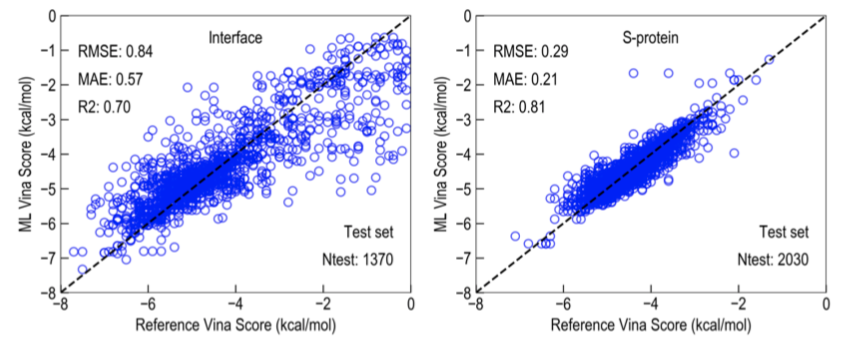 0
−1
−2
−3
−4
−5
−6
−7
−8
ML Vina Score (kcal/mol)
Interface
RMSE: 0.84
MAE: 0.57
R2: 0.70
Test set
Ntest: 1370
−8
−6
−4
−2
0
Reference Vina Score (kcal/mol)
0
−1
−2
−3
−4
−5
−6
−7
−8
ML Vina Score (kcal/mol)
S-protein
RMSE: 0.29
MAE: 0.21
R2: 0.81
Test set
Ntest: 2030
−8
−6
−4
−2
0
Reference Vina Score (kcal/mol)